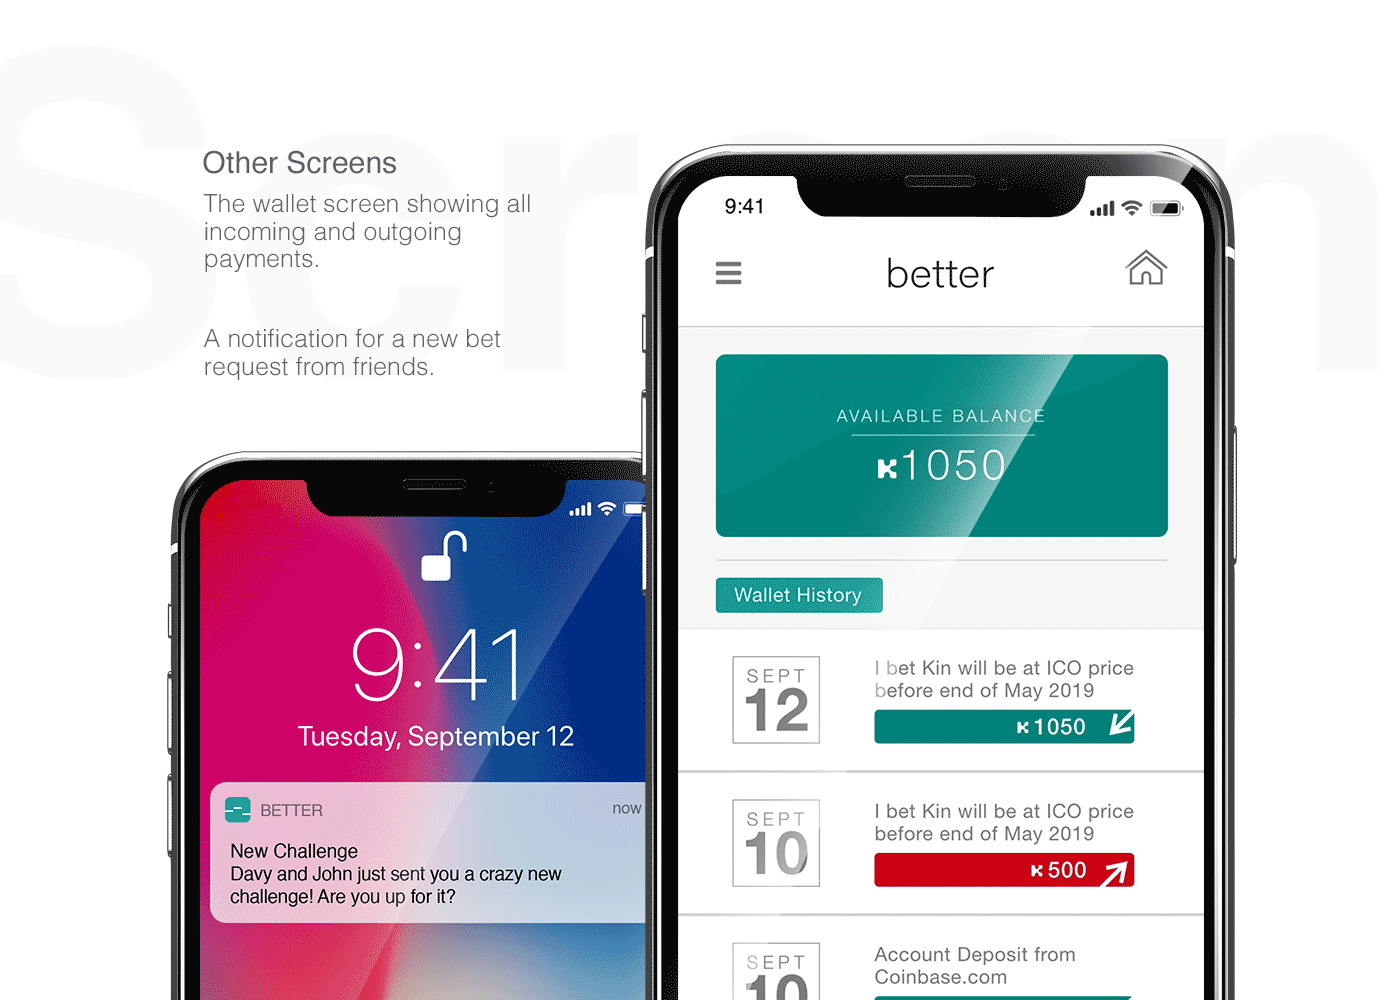 Screen
Other Screens
The wallet screen showing all
incoming and outgoing
payments.
A notification for a new bet
request from friends.
9:41
Tuesday, September 12
BETTER
now
New Challenge
Davy and John just sent you a crazy new
challenge! Are you up for it?
9:41
better
AVAILABLE BALANCE
K1050
Wallet History
SEPT
12
I bet Kin will be at ICO price
before end of May 2019
K1050
SEPT
10
I bet Kin will be at ICO price
before end of May 2019
K500
SEPT
10
Account Deposit from
Coinbase.com